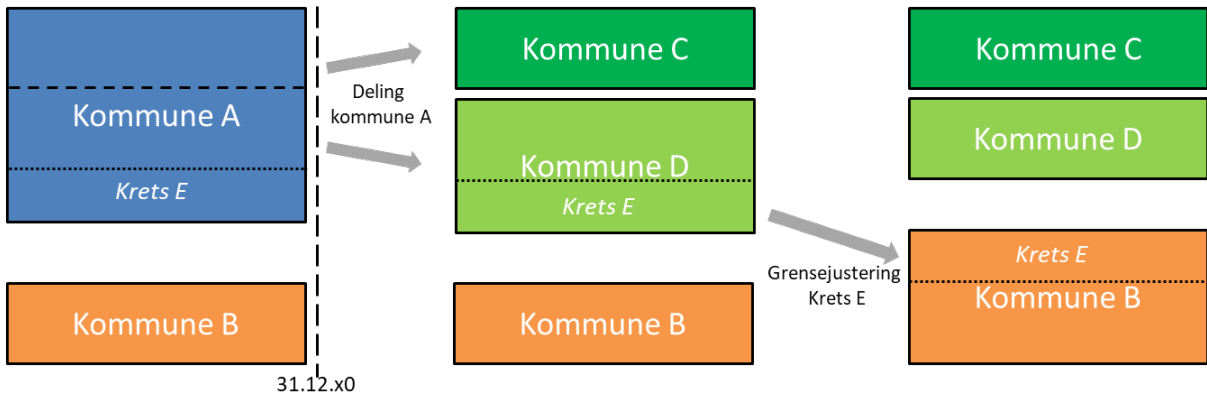 Kommune A
Krets E
Kommune B
31.12.x0
Deling
kommune A
Kommune C
Kommune D
Krets E
Kommune B
Grensejustering
Krets E
Kommune C
Kommune D
Krets E
Kommune B